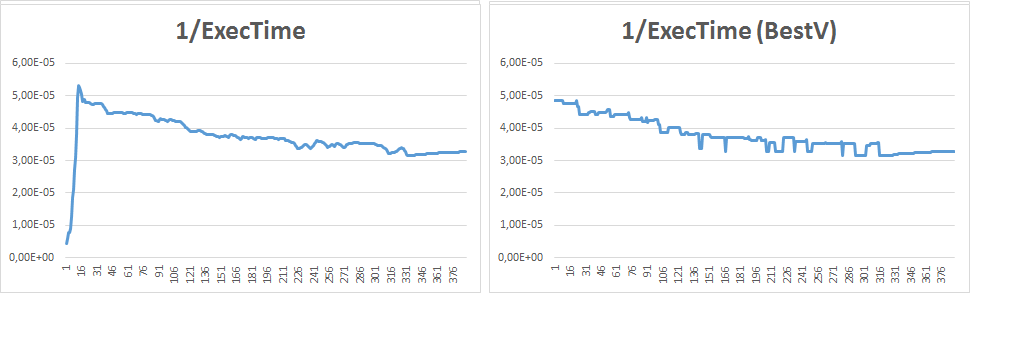 1/ExecTime
6,00E-05
5,00E-05
4,00E-05
3,00E-05
2,00E-05
1,00E-05
0,00E+00
1 16 31 46 61 76 91 106 121 136 151 166 181 196 211 226 241 256 271 286 301 316 331 346 361 376
1/ExecTime (BestV)
6,00E-05
5,00E-05
4,00E-05
3,00E-05
2,00E-05
1,00E-05
0,00E+00
1 16 31 46 61 76 91 106 121 136 151 166 181 196 211 226 241 256 271 286 301 316 331 346 361 376